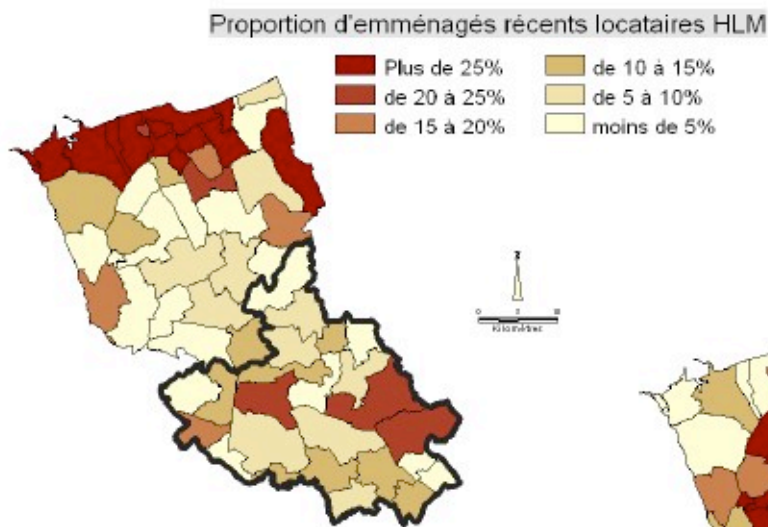 Proportion d'emménagés récents locataires HLM
Plus de 25%
de 10 à 15%
de 20 à 25%
de 5 à 10%
de 15 à 20%
moins de 5%
Kilomètres